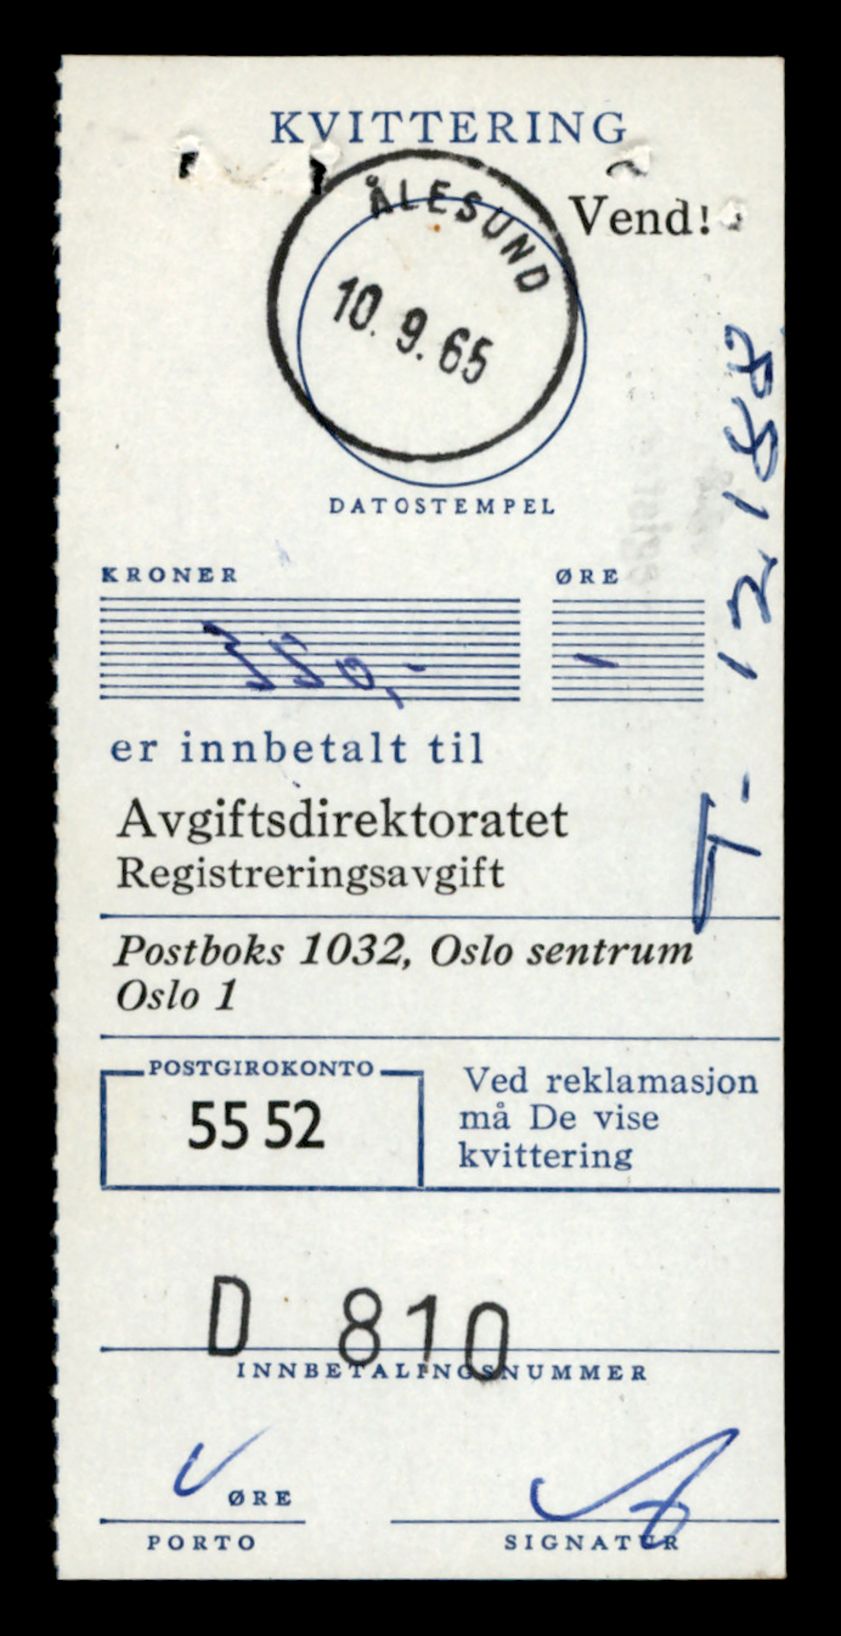 KVITTERING
Vend!
ÅLESUND
10. 9. 65
DATOSTEMPEL
T- 12188
KRONER ØRE
550,- -
er innbetalt til
Avgiftsdirektoratet
Registreringsavgift
Postboks 1032, Oslo sentrum
Oslo 1
POSTGIROKONTO
55 52
Ved reklamasjon
må De vise
kvittering
D 810
INNBETALINGSNUMMER
ØRE
PORTO SIGNATUR